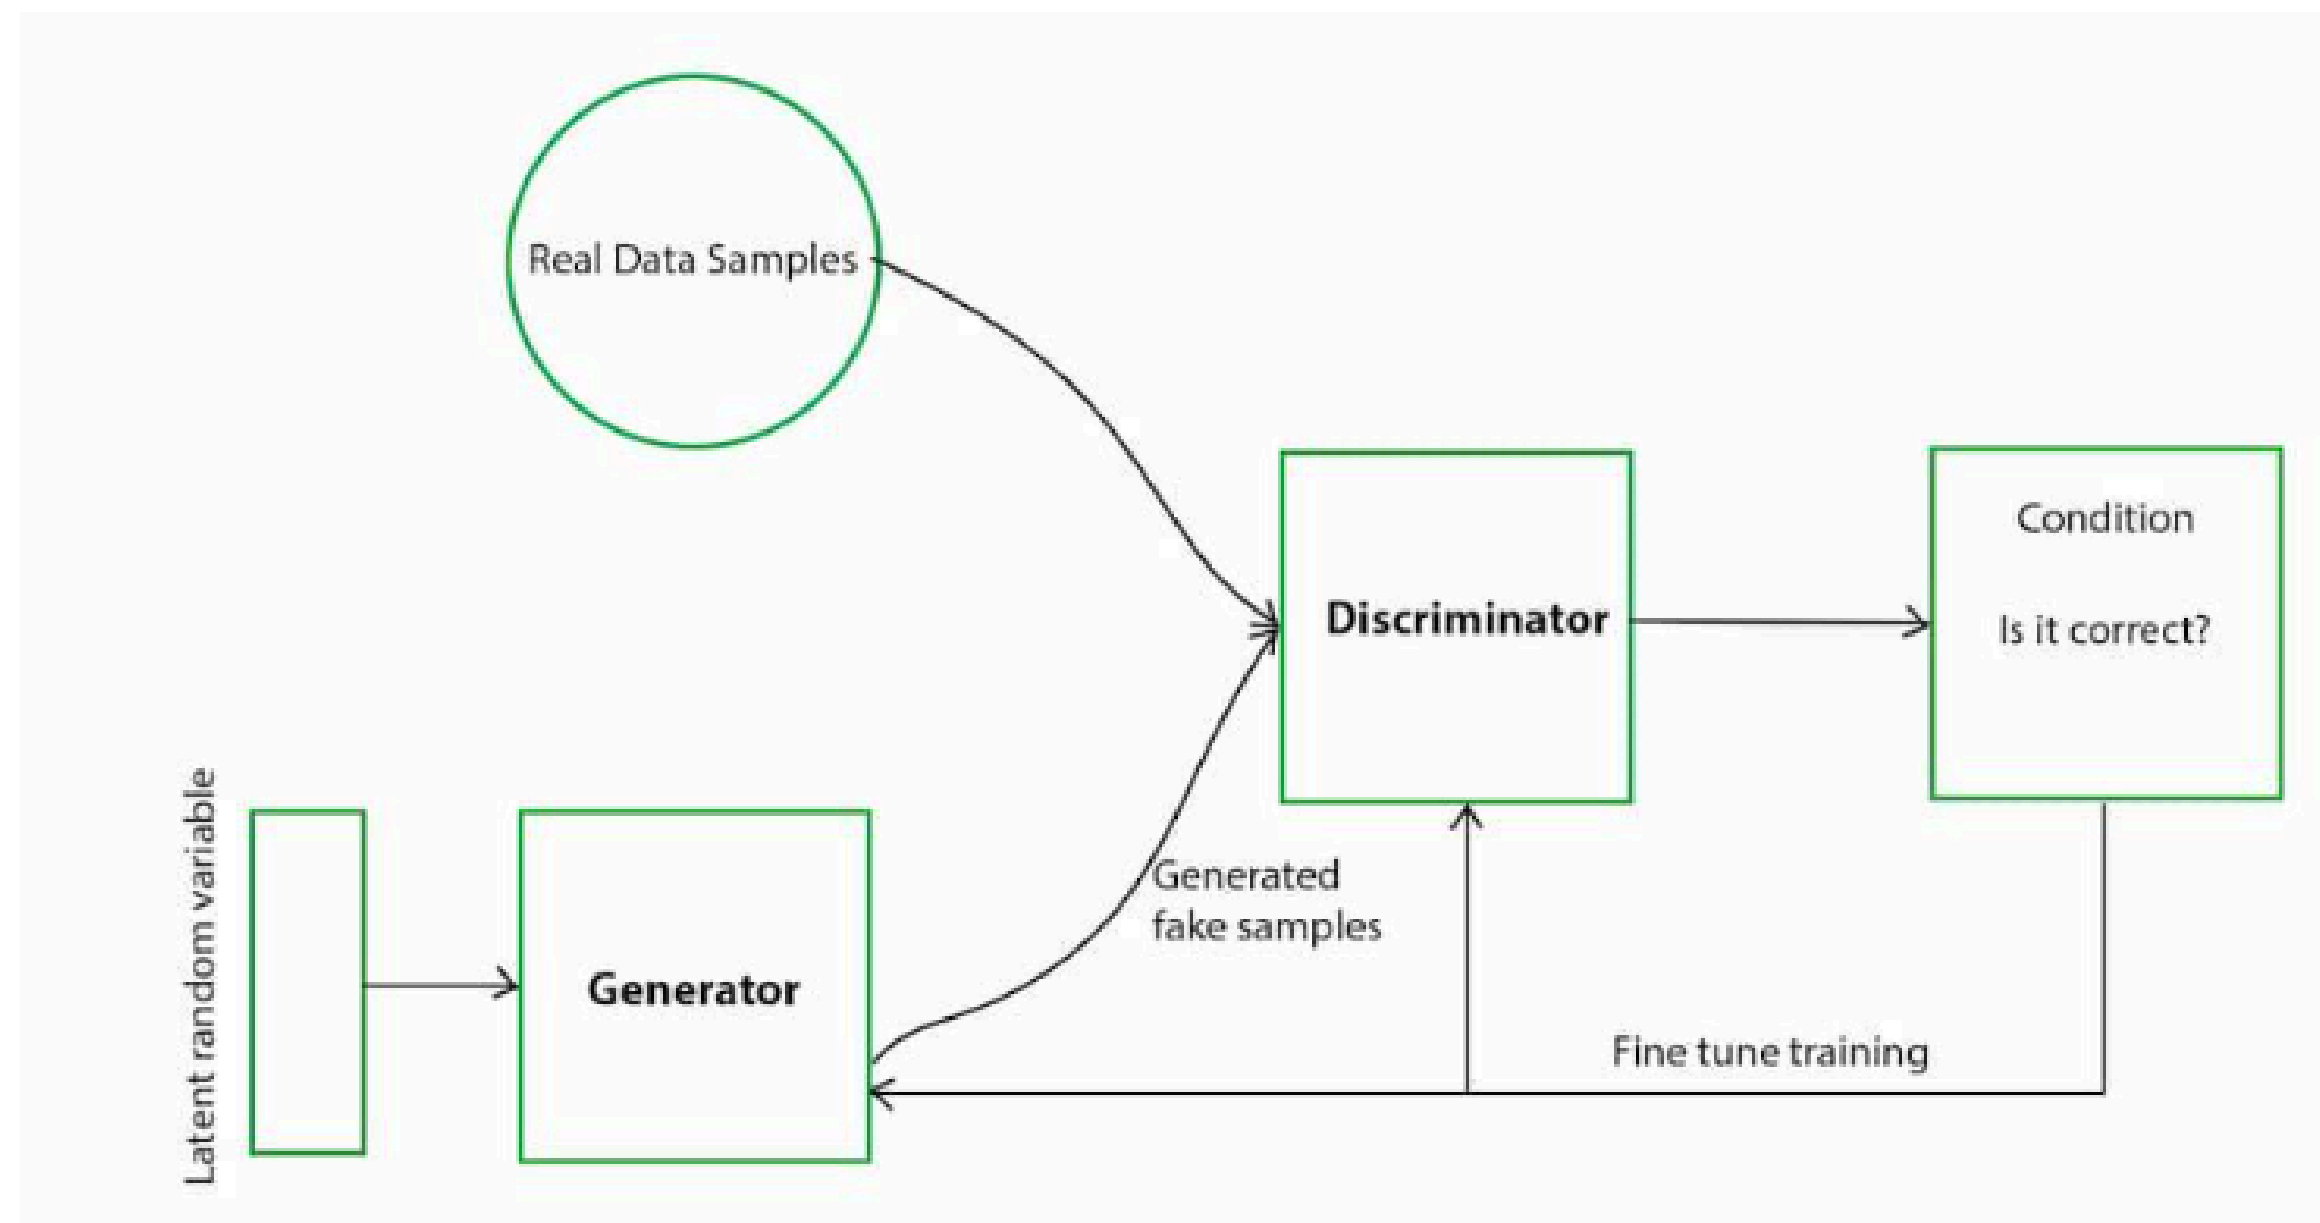 Real Data Samples
Discriminator
Condition
Is it correct?
Latent random variable
Generator
Generated
fake samples
Fine tune training